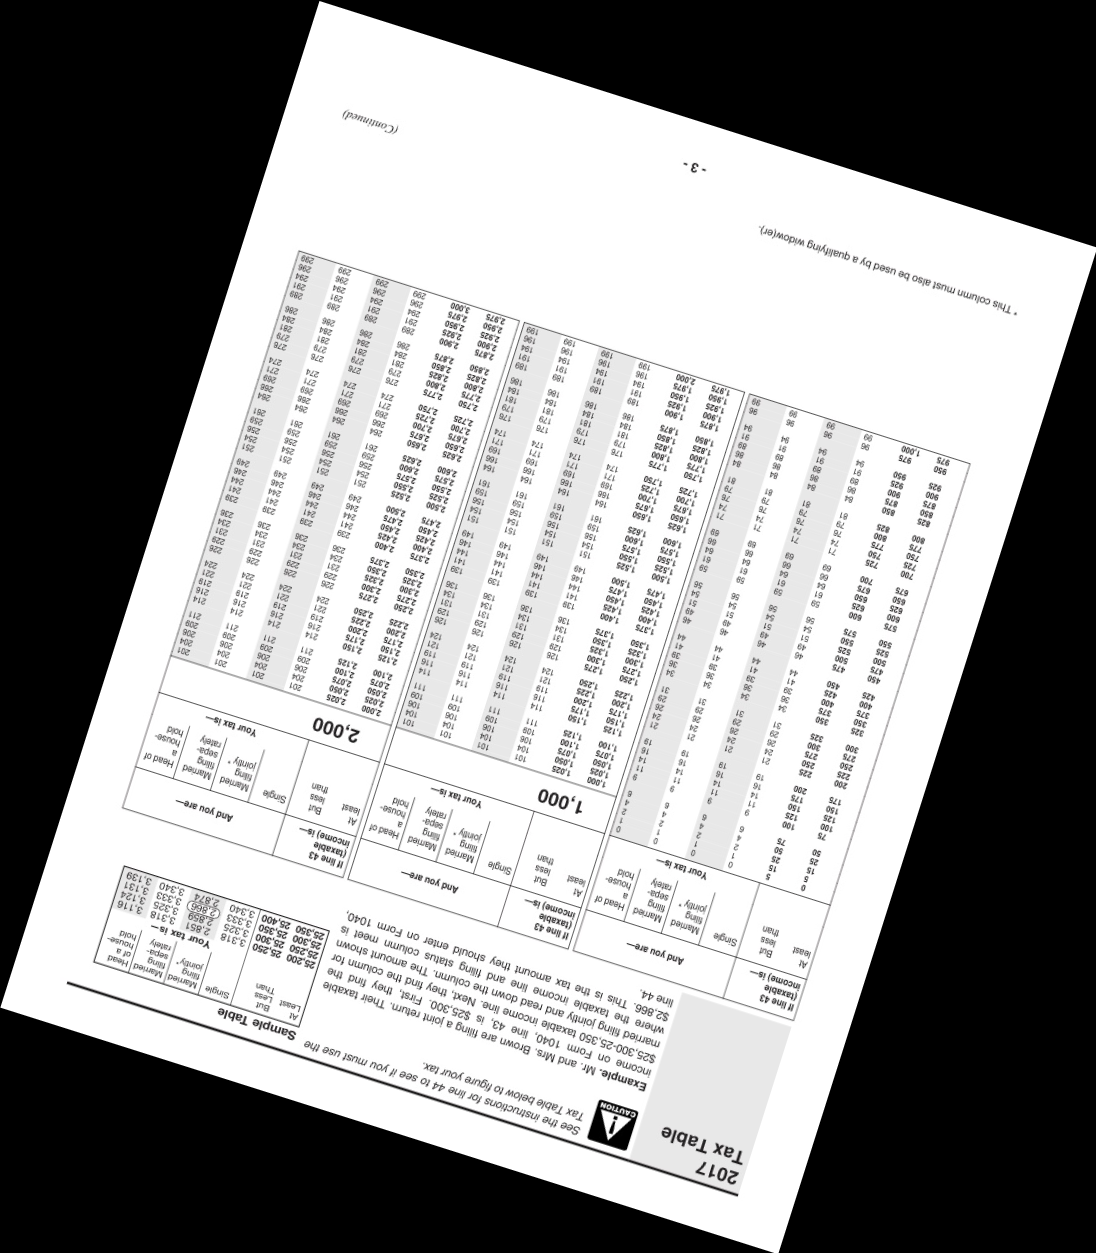 2017
Tax Table
CAUTION
See the instructions for line 44 to see if you must use the
Tax Table below to figure your tax.
Example. Mr. and Mrs. Brown are filing a joint return. Their taxable
income on Form 1040, line 43, is $25,300. First, they find the
$25,300-25,350 taxable income line. Next, they find the column for
married filing jointly and read down the column. The amount shown
where the taxable income line and filing status column meet is
$2,866. This is the tax amount they should enter on Form 1040,
line 44.
Sample Table
At Least
But Less Than
Single
Married filing jointly *
Married filing sepa-rately
Head of a house-hold
Your tax is —
25,200 25,250 3,318 2,851 3,318 3,116
25,250 25,300 3,325 2,859 3,325 3,124
25,300 25,350 3,333 2,866 3,333 3,131
25,350 25,400 3,340 2,874 3,340 3,139
If line 43 (taxable income) is—
And you are—
At least
But less than
Single
Married filing jointly *
Married filing sepa-rately
Head of a house-hold
Your tax is—
0 5 0 0 0 0
5 15 1 1 1 1
15 25 2 2 2 2
25 50 4 4 4 4
50 75 6 6 6 6
75 100 9 9 9 9
100 125 11 11 11 11
125 150 14 14 14 14
150 175 16 16 16 16
175 200 19 19 19 19
200 225 21 21 21 21
225 250 24 24 24 24
250 275 26 26 26 26
275 300 29 29 29 29
300 325 31 31 31 31
325 350 34 34 34 34
350 375 36 36 36 36
375 400 39 39 39 39
400 425 41 41 41 41
425 450 44 44 44 44
450 475 46 46 46 46
475 500 49 49 49 49
500 525 51 51 51 51
525 550 54 54 54 54
550 575 56 56 56 56
575 600 59 59 59 59
600 625 61 61 61 61
625 650 64 64 64 64
650 675 66 66 66 66
675 700 69 69 69 69
700 725 71 71 71 71
725 750 74 74 74 74
750 775 76 76 76 76
775 800 79 79 79 79
800 825 81 81 81 81
825 850 84 84 84 84
850 875 86 86 86 86
875 900 89 89 89 89
900 925 91 91 91 91
925 950 94 94 94 94
950 975 96 96 96 96
975 1,000 99 99 99 99
If line 43 (taxable income) is—
And you are—
At least
But less than
Single
Married filing jointly *
Married filing sepa-rately
Head of a house-hold
Your tax is—
1,000
1,000 1,025 101 101 101 101
1,025 1,050 104 104 104 104
1,050 1,075 106 106 106 106
1,075 1,100 109 109 109 109
1,100 1,125 111 111 111 111
1,125 1,150 114 114 114 114
1,150 1,175 116 116 116 116
1,175 1,200 119 119 119 119
1,200 1,225 121 121 121 121
1,225 1,250 124 124 124 124
1,250 1,275 126 126 126 126
1,275 1,300 129 129 129 129
1,300 1,325 131 131 131 131
1,325 1,350 134 134 134 134
1,350 1,375 136 136 136 136
1,375 1,400 139 139 139 139
1,400 1,425 141 141 141 141
1,425 1,450 144 144 144 144
1,450 1,475 146 146 146 146
1,475 1,500 149 149 149 149
1,500 1,525 151 151 151 151
1,525 1,550 154 154 154 154
1,550 1,575 156 156 156 156
1,575 1,600 159 159 159 159
1,600 1,625 161 161 161 161
1,625 1,650 164 164 164 164
1,650 1,675 166 166 166 166
1,675 1,700 169 169 169 169
1,700 1,725 171 171 171 171
1,725 1,750 174 174 174 174
1,750 1,775 176 176 176 176
1,775 1,800 179 179 179 179
1,800 1,825 181 181 181 181
1,825 1,850 184 184 184 184
1,850 1,875 186 186 186 186
1,875 1,900 189 189 189 189
1,900 1,925 191 191 191 191
1,925 1,950 194 194 194 194
1,950 1,975 196 196 196 196
1,975 2,000 199 199 199 199
If line 43 (taxable income) is—
And you are—
At least
But less than
Single
Married filing jointly *
Married filing sepa-rately
Head of a house-hold
Your tax is—
2,000
2,000 2,025 201 201 201 201
2,025 2,050 204 204 204 204
2,050 2,075 206 206 206 206
2,075 2,100 209 209 209 209
2,100 2,125 211 211 211 211
2,125 2,150 214 214 214 214
2,150 2,175 216 216 216 216
2,175 2,200 219 219 219 219
2,200 2,225 221 221 221 221
2,225 2,250 224 224 224 224
2,250 2,275 226 226 226 226
2,275 2,300 229 229 229 229
2,300 2,325 231 231 231 231
2,325 2,350 234 234 234 234
2,350 2,375 236 236 236 236
2,375 2,400 239 239 239 239
2,400 2,425 241 241 241 241
2,425 2,450 244 244 244 244
2,450 2,475 246 246 246 246
2,475 2,500 249 249 249 249
2,500 2,525 251 251 251 251
2,525 2,550 254 254 254 254
2,550 2,575 256 256 256 256
2,575 2,600 259 259 259 259
2,600 2,625 261 261 261 261
2,625 2,650 264 264 264 264
2,650 2,675 266 266 266 266
2,675 2,700 269 269 269 269
2,700 2,725 271 271 271 271
2,725 2,750 274 274 274 274
2,750 2,775 276 276 276 276
2,775 2,800 279 279 279 279
2,800 2,825 281 281 281 281
2,825 2,850 284 284 284 284
2,850 2,875 286 286 286 286
2,875 2,900 289 289 289 289
2,900 2,925 291 291 291 291
2,925 2,950 294 294 294 294
2,950 2,975 296 296 296 296
2,975 3,000 299 299 299 299
* This column must also be used by a qualifying widow(er).
- 3 -
(Continued)